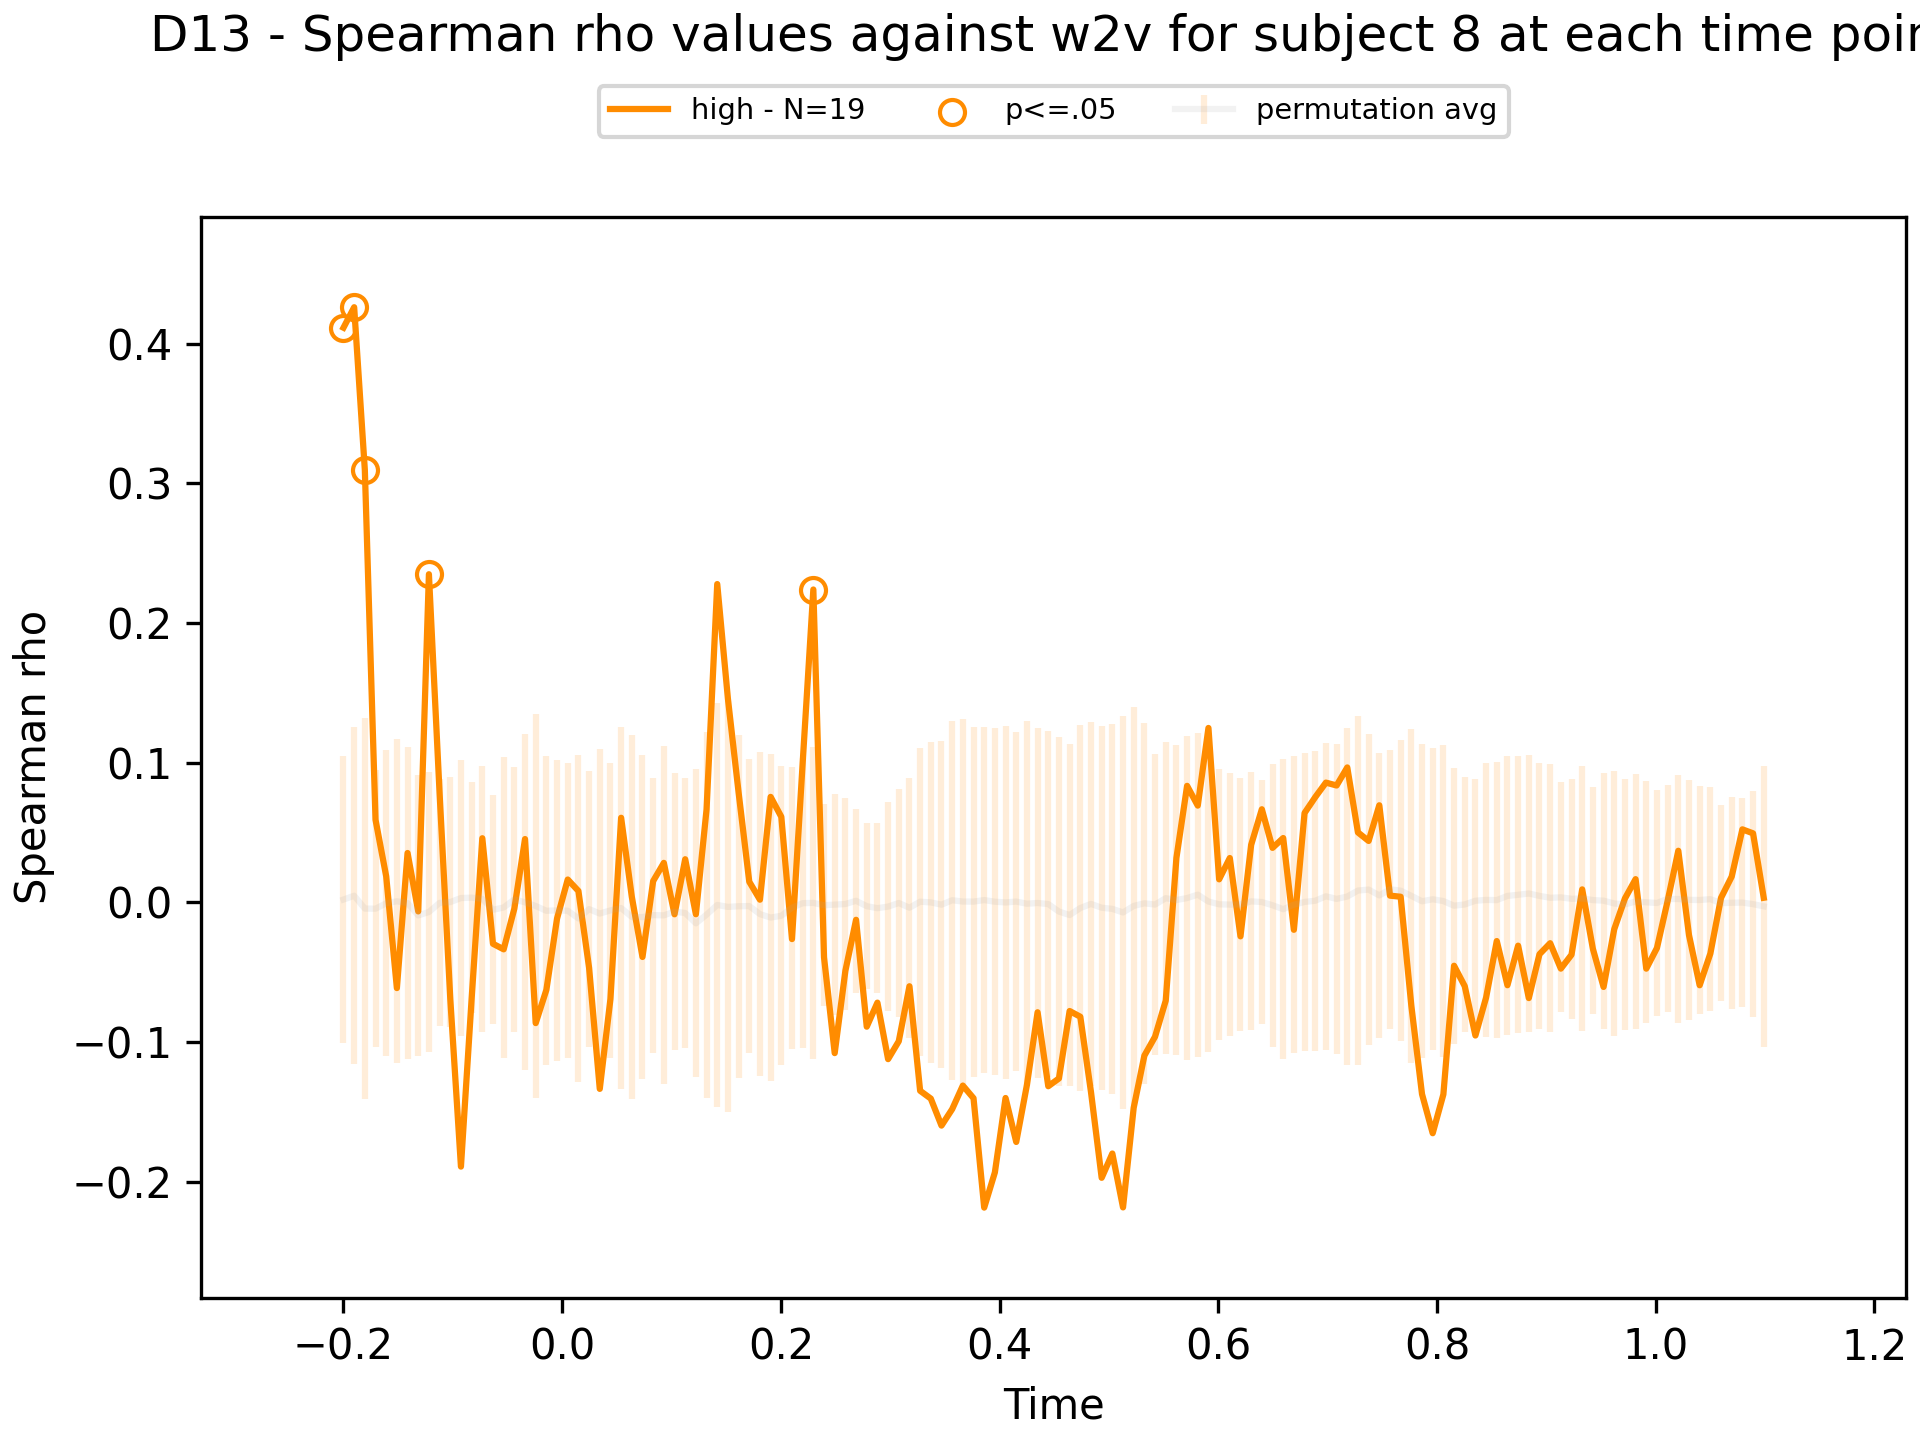 D13 - Spearman rho values against w2v for subject 8 at each time
high - N=19 p<=.05 permutation avg
Spearman rho
0.4
0.3
0.2
0.1
0.0
−0.1
−0.2
−0.2 0.0 0.2 0.4 0.6 0.8 1.0 1.2
Time